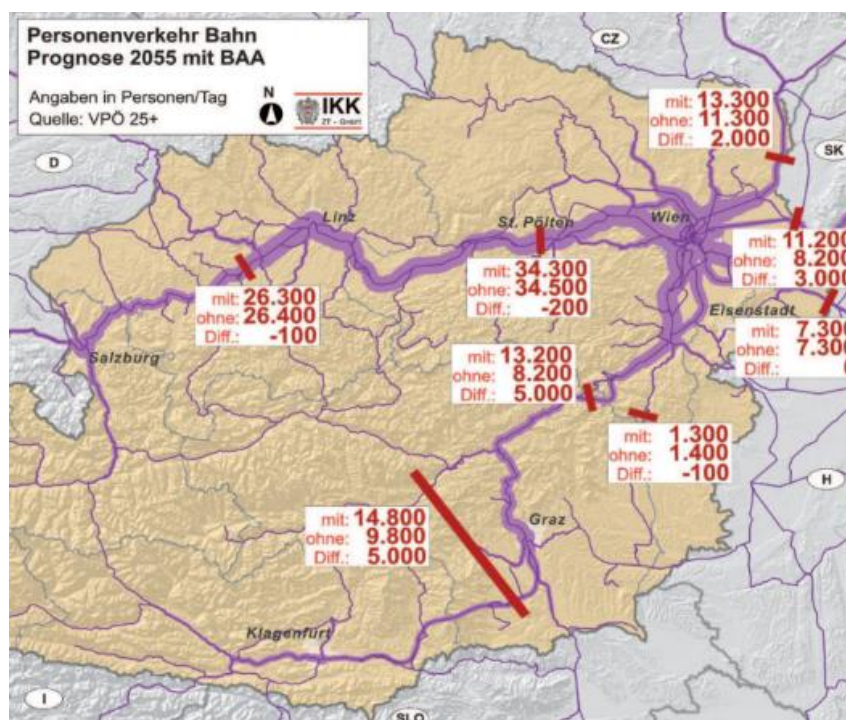 Personenverkehr Bahn
Prognose 2055 mit BAA
Angaben in Personen/Tag
Quelle: VPÖ 25+
N
IKK
ZT - GmbH
CZ
mit: 13.300
ohne: 11.300
Diff.: 2.000
SK
D
Linz
St. Pölten
Wien
mit: 11.200
ohne: 8.200
Diff.: 3.000
mit: 34.300
ohne: 34.500
Diff.: -200
mit: 26.300
ohne: 26.400
Diff.: -100
Eisenstadt
mit: 7.300
ohne: 7.300
Diff.:
Salzburg
mit: 13.200
ohne: 8.200
Diff.: 5.000
mit: 1.300
ohne: 1.400
Diff.: -100
H
mit: 14.800
ohne: 9.800
Diff.: 5.000
Graz
Klagenfurt
I
SLO